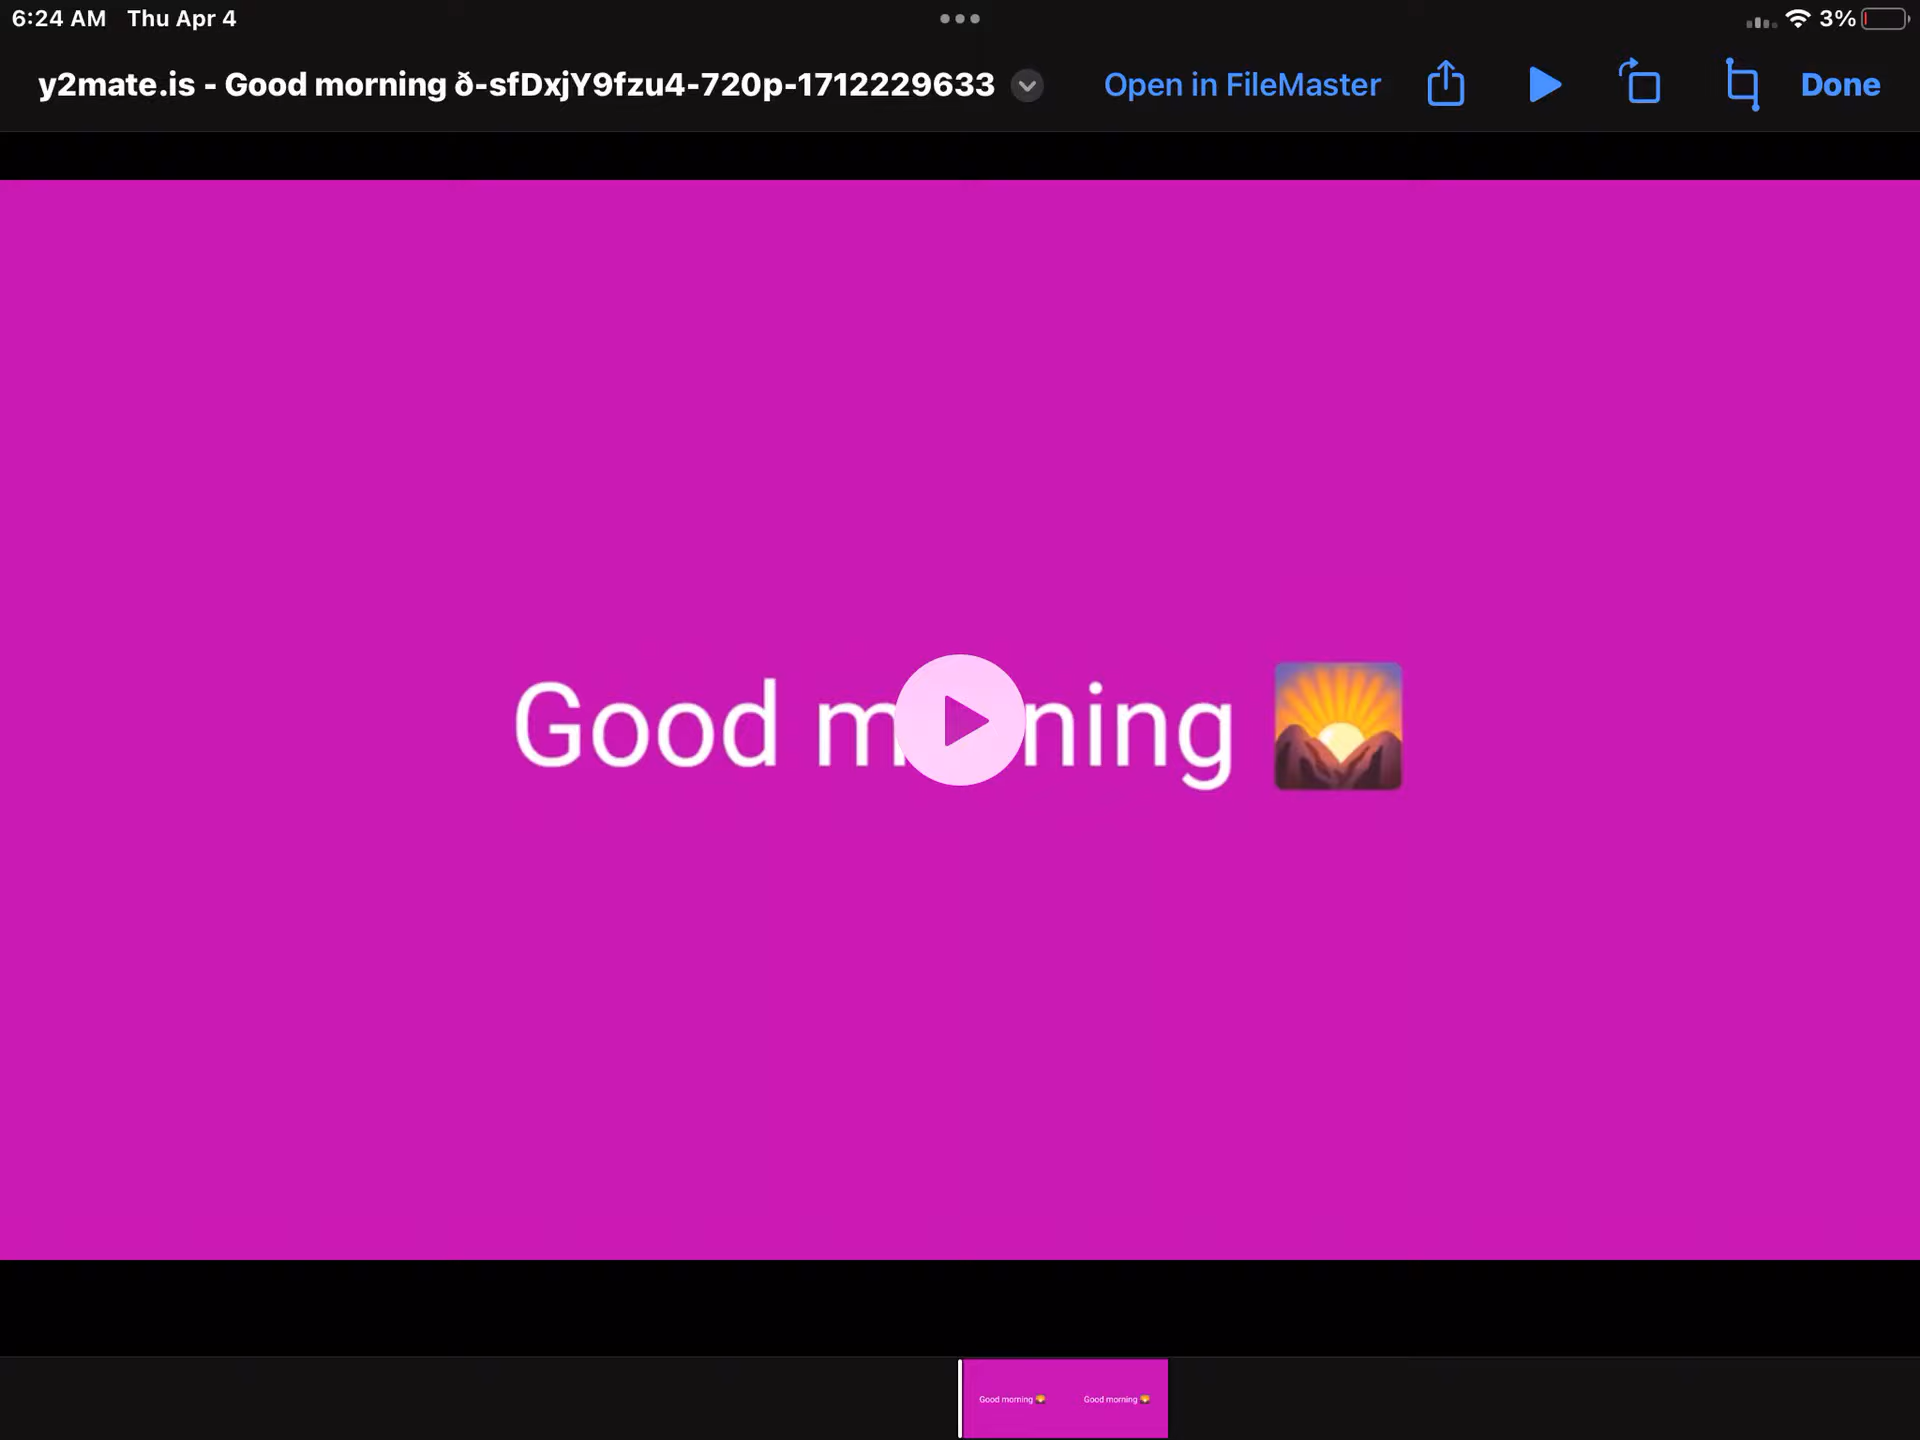 6:24 AM Thu Apr 4
3%
y2mate.is - Good morning ð-sfDxjY9fzu4-720p-1712229633
Open in FileMaster
Done
Good m ning 🌄
Good morning 🌄 Good morning 🌄